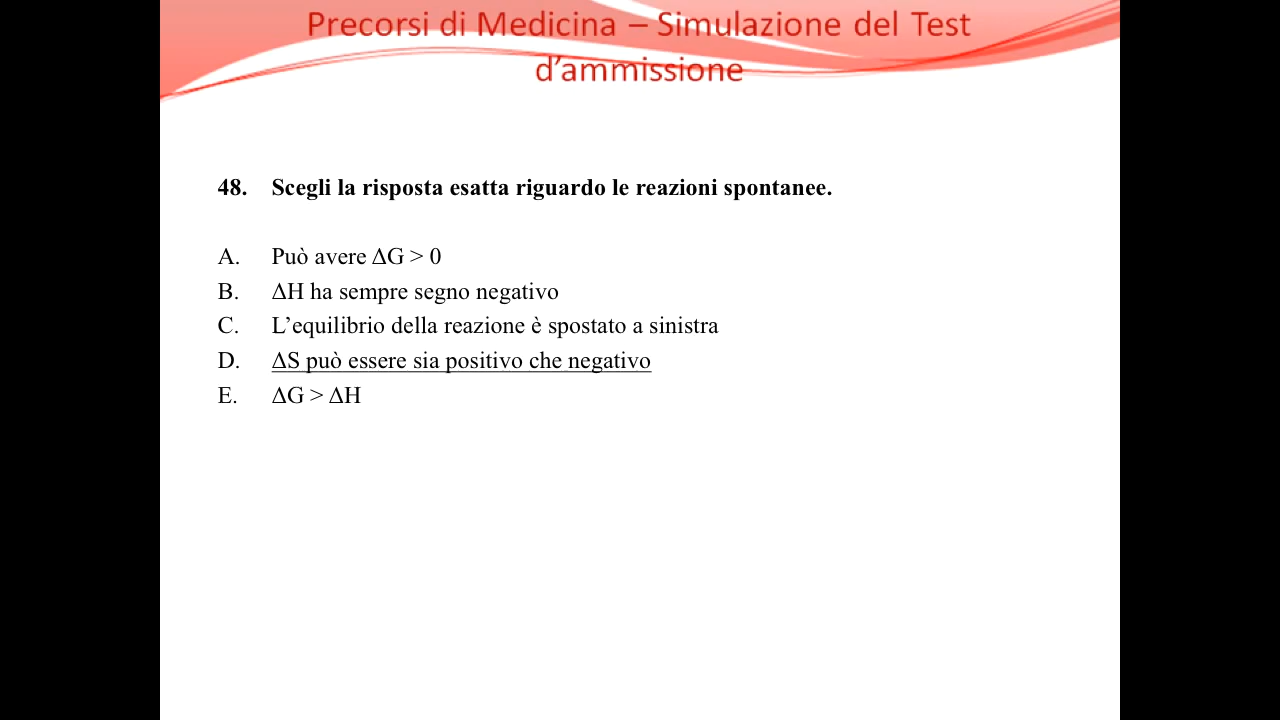 Precorsi di Medicina – Simulazione del Test
d’ammissione
48. Scegli la risposta esatta riguardo le reazioni spontanee.
A. Può avere ΔG > 0
B. ΔH ha sempre segno negativo
C. L’equilibrio della reazione è spostato a sinistra
D. ΔS può essere sia positivo che negativo
E. ΔG > ΔH